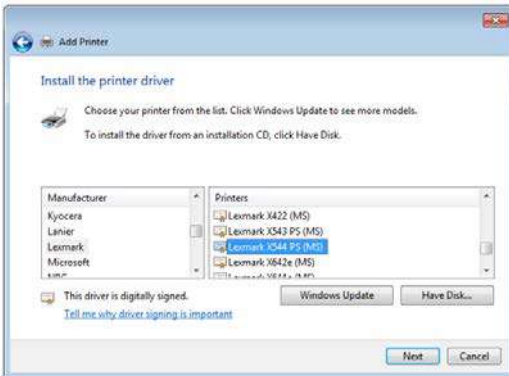 Add Printer
Install the printer driver
Choose your printer from the list. Click Windows Update to see more models.
To install the driver from an installation CD, click Have Disk.
Manufacturer
Printers
Kyocera
Lanier
Lexmark
Microsoft
Lexmark X422 (MS)
Lexmark X543 PS (MS)
Lexmark X544 PS (MS)
Lexmark X642e (MS)
This driver is digitally signed.
Tell me why driver signing is important
Windows Update
Have Disk...
Next
Cancel